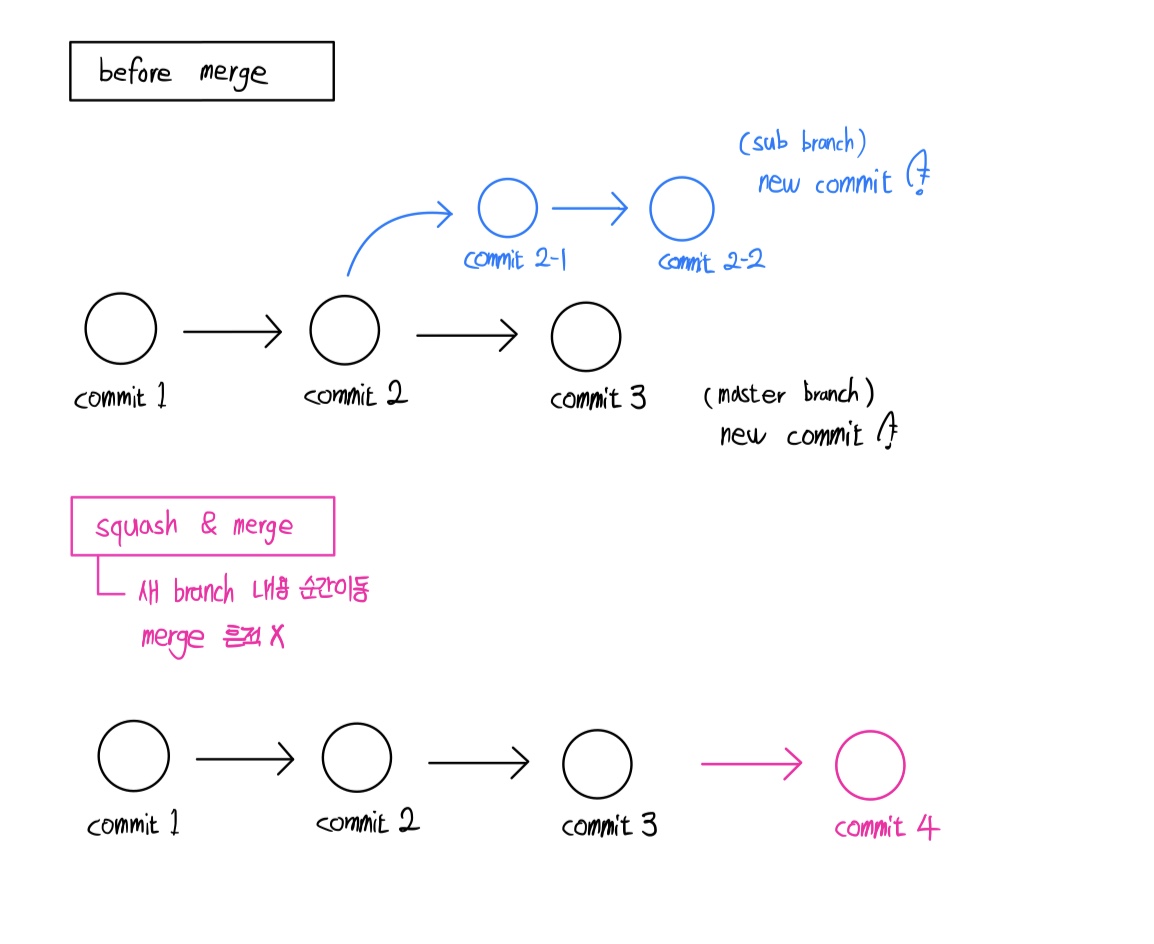 before merge
(sub branch)
new commit 有
commit 2-1
commit 2-2
commit 1
commit 2
commit 3
(master branch)
new commit 有
squash & merge
새 branch 내용 순간이동
merge 흔적 X
commit 1
commit 2
commit 3
commit 4